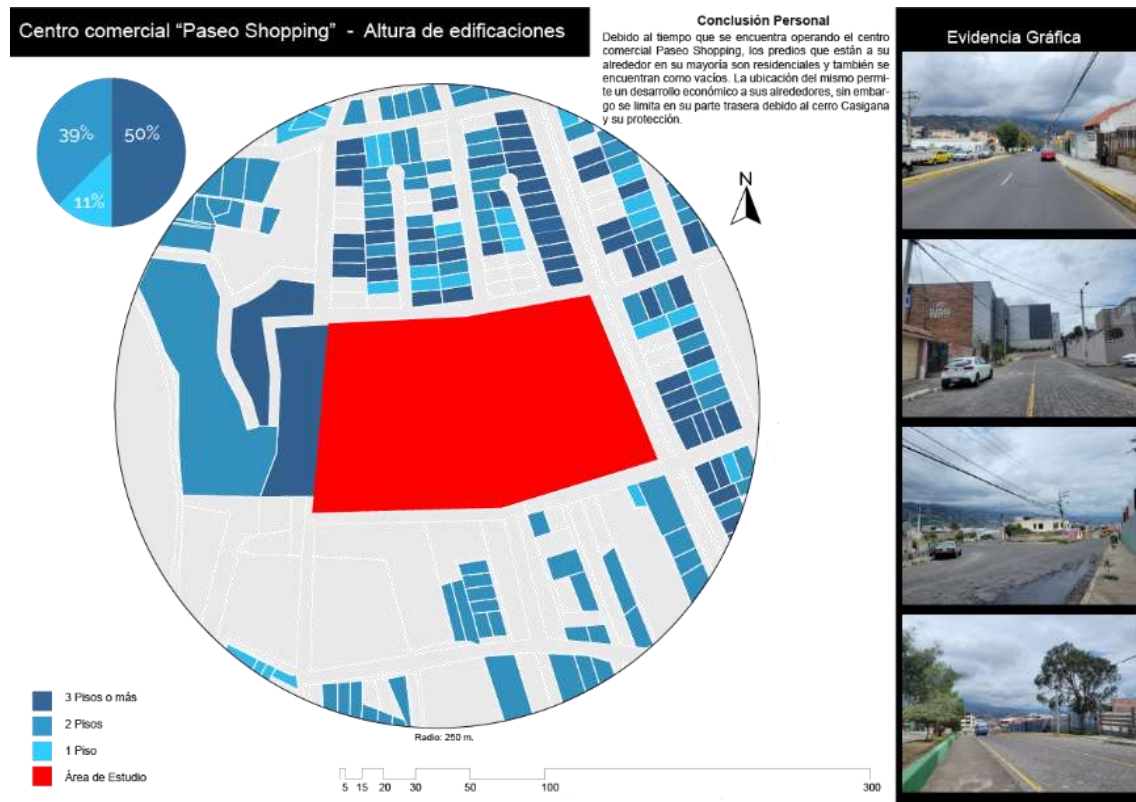 Centro comercial “Paseo Shopping” - Altura de edificaciones
Conclusión Personal
Debido al tiempo que se encuentra operando el centro
comercial Paseo Shopping, los predios que están a su
alrededor en su mayoría son residenciales y también se
encuentran como vacíos. La ubicación del mismo permi-
te un desarrollo económico a sus alrededores, sin embar-
go se limita en su parte trasera debido al cerro Casigana
y su protección.
Evidencia Gráfica
39%
50%
11%
N
3 Pisos o más
2 Pisos
1 Piso
Área de Estudio
Radio: 250 m.
5 15 20 30 50 100 300